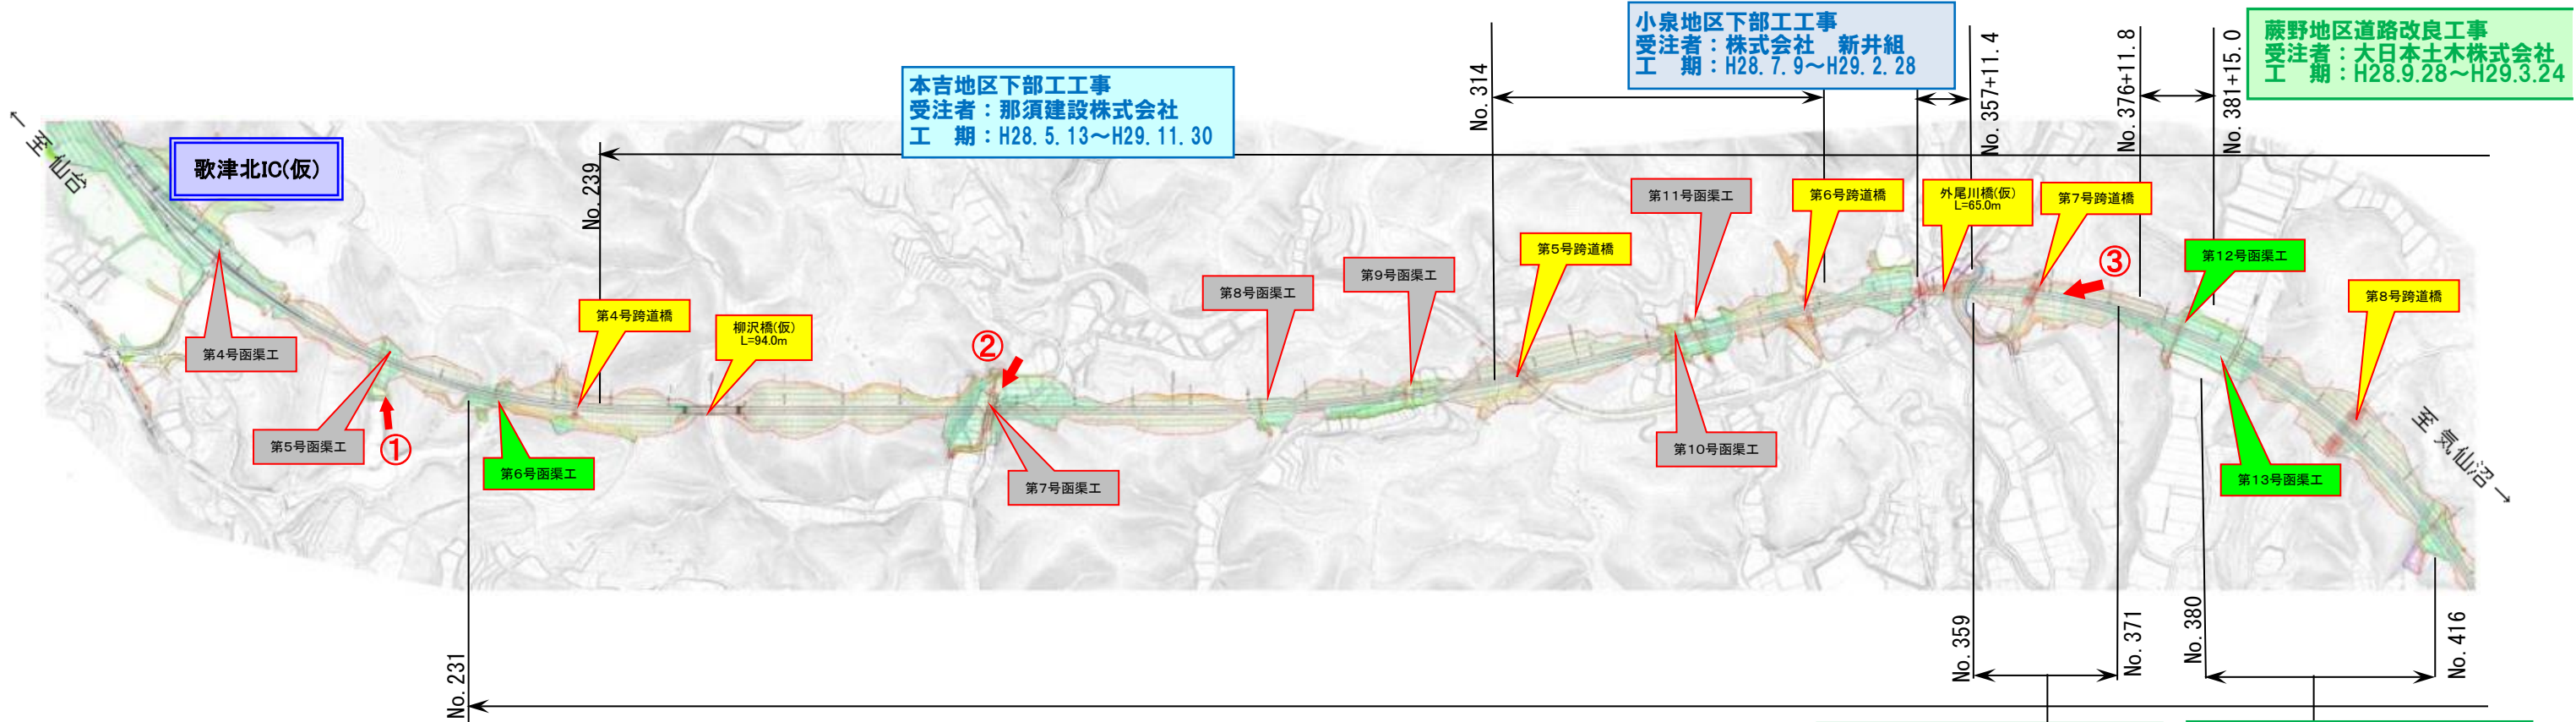 小泉地区下部工工事
受注者：株式会社　新井組
工　期：H28.7.9～H29.2.28
蕨野地区道路改良工事
受注者：大日本土木株式会社
工　期：H28.9.28～H29.3.24
本吉地区下部工工事
受注者：那須建設株式会社
工　期：H28.5.13～H29.11.30
No.314
No.357+11.4
No.376+11.8
No.381+15.0
← 至 仙台
歌津北IC(仮)
No.239
第11号函渠工
第6号跨道橋
外尾川橋(仮)
L=65.0m
第7号跨道橋
第5号跨道橋
③
第12号函渠工
第9号函渠工
第8号函渠工
第8号跨道橋
第4号跨道橋
柳沢橋(仮)
L=94.0m
②
第4号函渠工
第5号函渠工
①
第6号函渠工
第7号函渠工
第10号函渠工
第13号函渠工
至 気仙沼 →
No.231
No.359
No.371
No.380
No.416